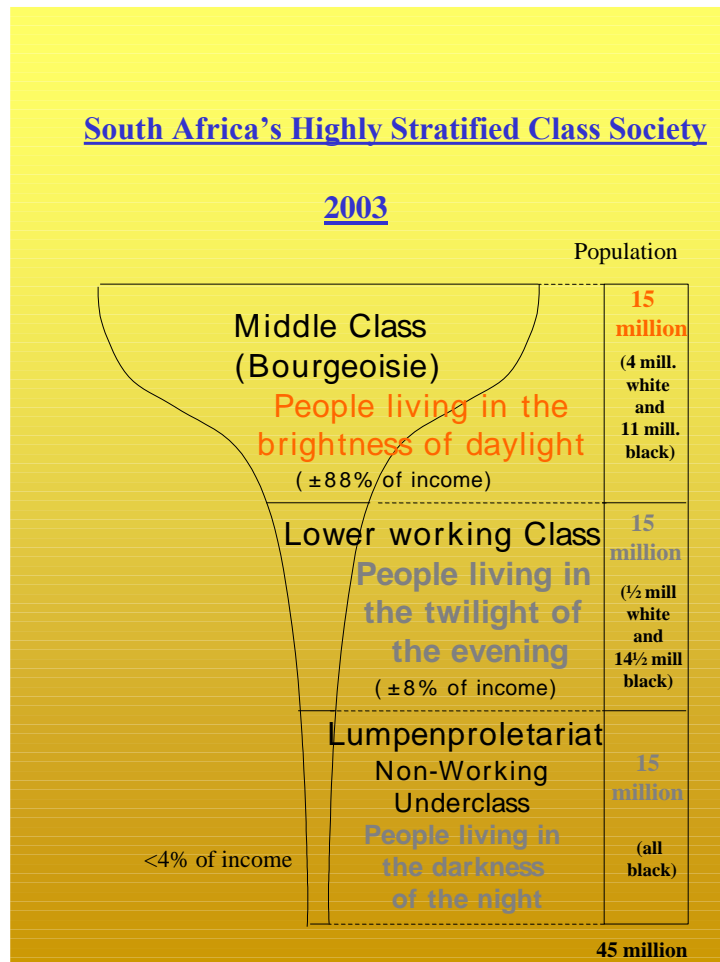 South Africa's Highly Stratified Class Society
2003
Population
Middle Class
(Bourgeoisie)
People living in the
brightness of daylight
( ±88% of income)
15
million
(4 mill.
white
and
11 mill.
black)
Lower working Class
People living in
the twilight of
the evening
( ±8% of income)
15
million
(½ mill
white
and
14½ mill
black)
Lumpenproletariat
Non-Working
Underclass
People living in
the darkness
of the night
<4% of income
15
million
(all
black)
45 million